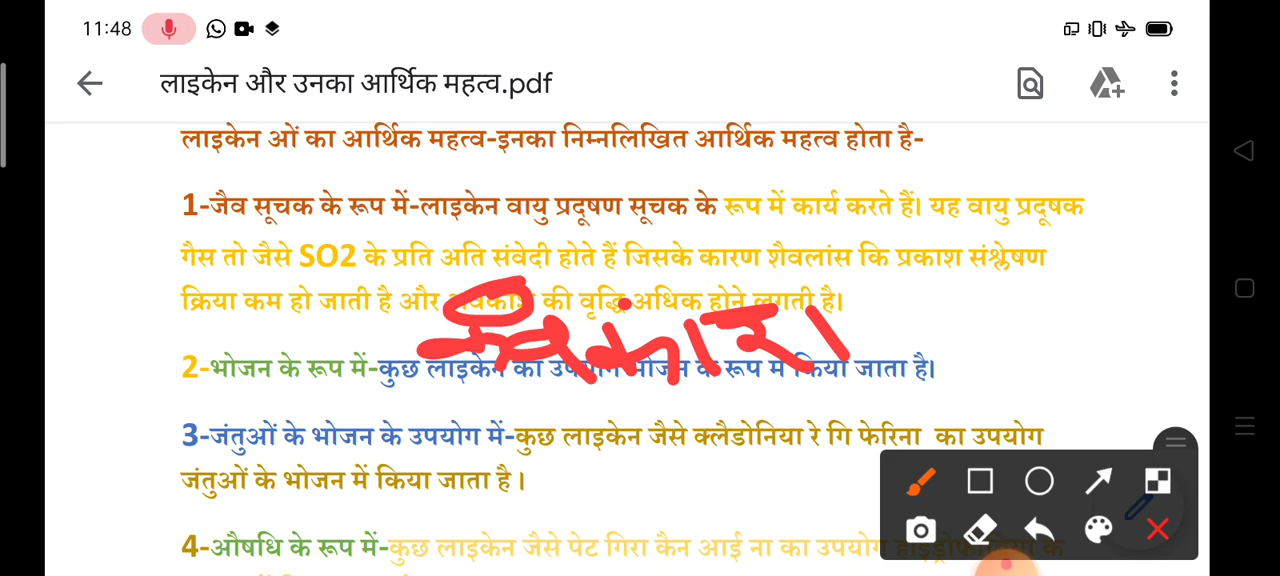 11:48
लाइकेन और उनका आर्थिक महत्व.pdf
लाइकेन ओं का आर्थिक महत्व-इनका निम्नलिखित आर्थिक महत्व होता है-
1-जैव सूचक के रूप में-लाइकेन वायु प्रदूषण सूचक के रूप में कार्य करते हैं। यह वायु प्रदूषक
गैस तो जैसे SO2 के प्रति अति संवेदी होते हैं जिसके कारण शैवलांस कि प्रकाश संश्लेषण
क्रिया कम हो जाती है और की वृद्धि अधिक होने लगती है।
2-भोजन के रूप में-कुछ लाइकेन का उपयोग भोजन के रूप में किया जाता है।
3-जंतुओं के भोजन के उपयोग में-कुछ लाइकेन जैसे क्लैडोनिया रे गि फेरिना का उपयोग
जंतुओं के भोजन में किया जाता है।
4-औषधि के रूप में-कुछ लाइकेन जैसे पेट गिरा कैन आई ना का उपयोग